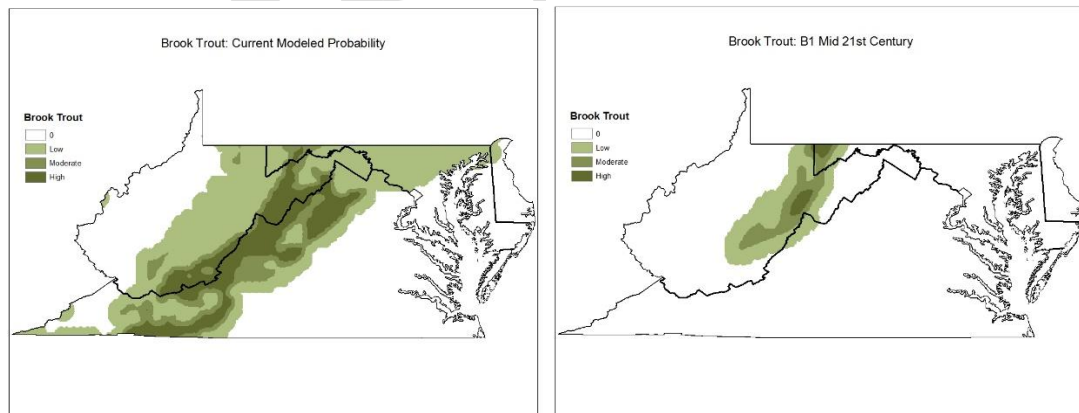 Brook Trout: Current Modeled Probability
Brook Trout
0
Low
Moderate
High
Brook Trout: B1 Mid 21st Century
Brook Trout
0
Low
Moderate
High